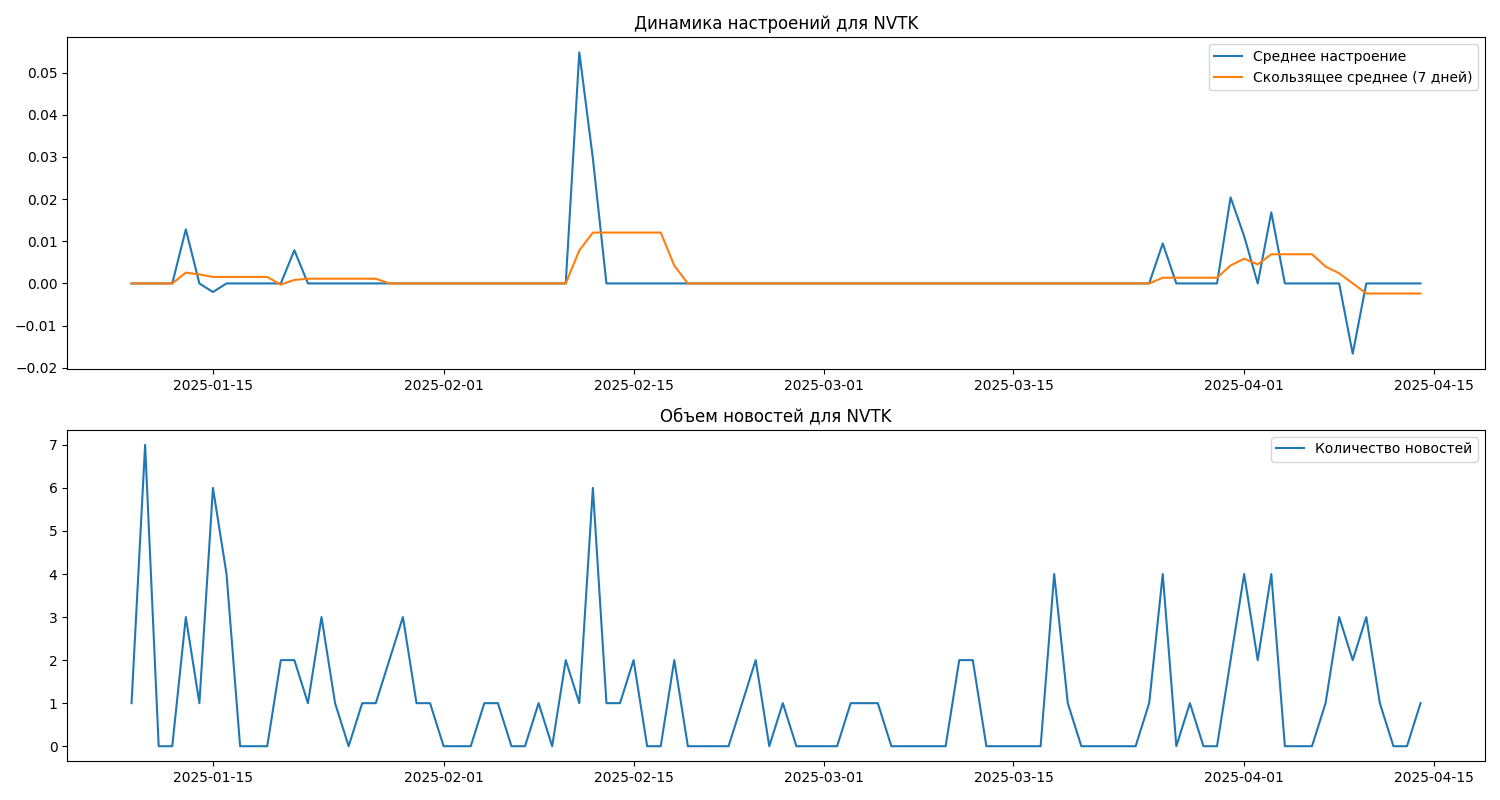 Динамика настроений для NVTK
Среднее настроение
Скользящее среднее (7 дней)
0.05
0.04
0.03
0.02
0.01
0.00
−0.01
−0.02
2025-01-15 2025-02-01 2025-02-15 2025-03-01 2025-03-15 2025-04-01 2025-04-15
Объем новостей для NVTK
Количество новостей
7
6
5
4
3
2
1
0
2025-01-15 2025-02-01 2025-02-15 2025-03-01 2025-03-15 2025-04-01 2025-04-15